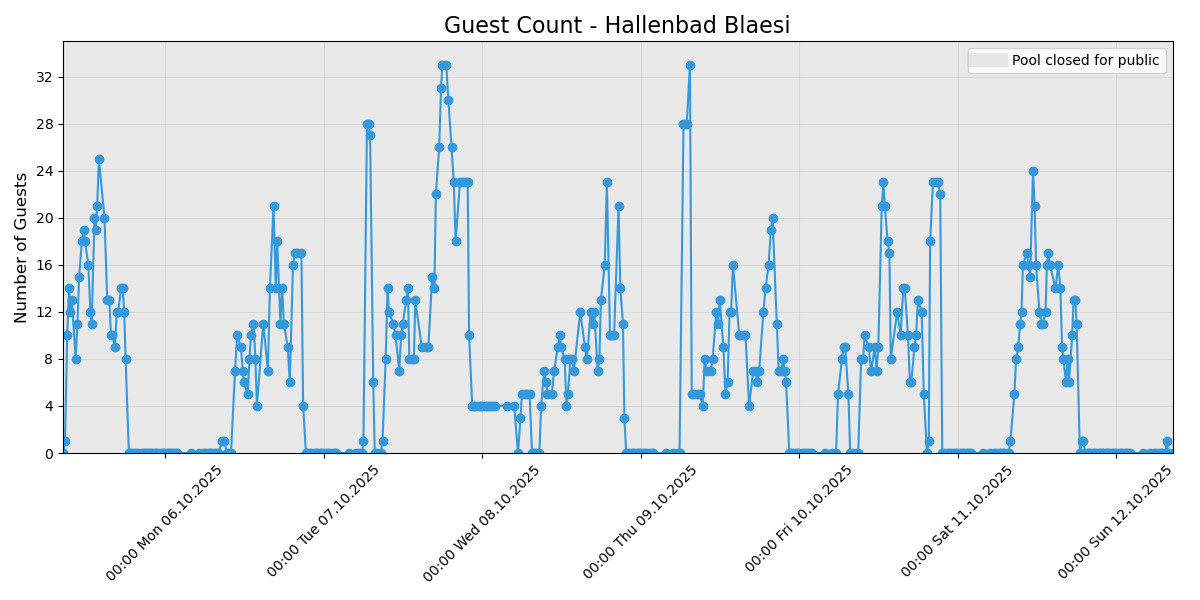 Guest Count - Hallenbad Blaesi
Pool closed for public
Number of Guests
32
28
24
20
16
12
8
4
0
00:00 Mon 06.10.2025
00:00 Tue 07.10.2025
00:00 Wed 08.10.2025
00:00 Thu 09.10.2025
00:00 Fri 10.10.2025
00:00 Sat 11.10.2025
00:00 Sun 12.10.2025